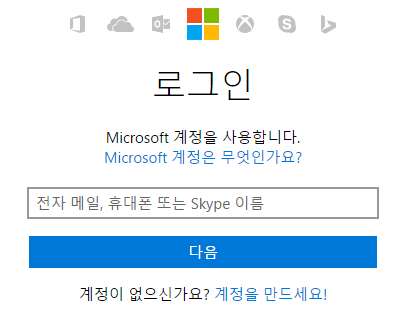 로그인
Microsoft 계정을 사용합니다.
Microsoft 계정은 무엇인가요?
전자 메일, 휴대폰 또는 Skype 이름
다음
계정이 없으신가요? 계정을 만드세요!